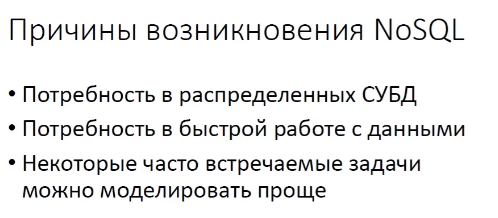 Причины возникновения NoSQL
• Потребность в распределенных СУБД
• Потребность в быстрой работе с данными
• Некоторые часто встречаемые задачи
можно моделировать проще